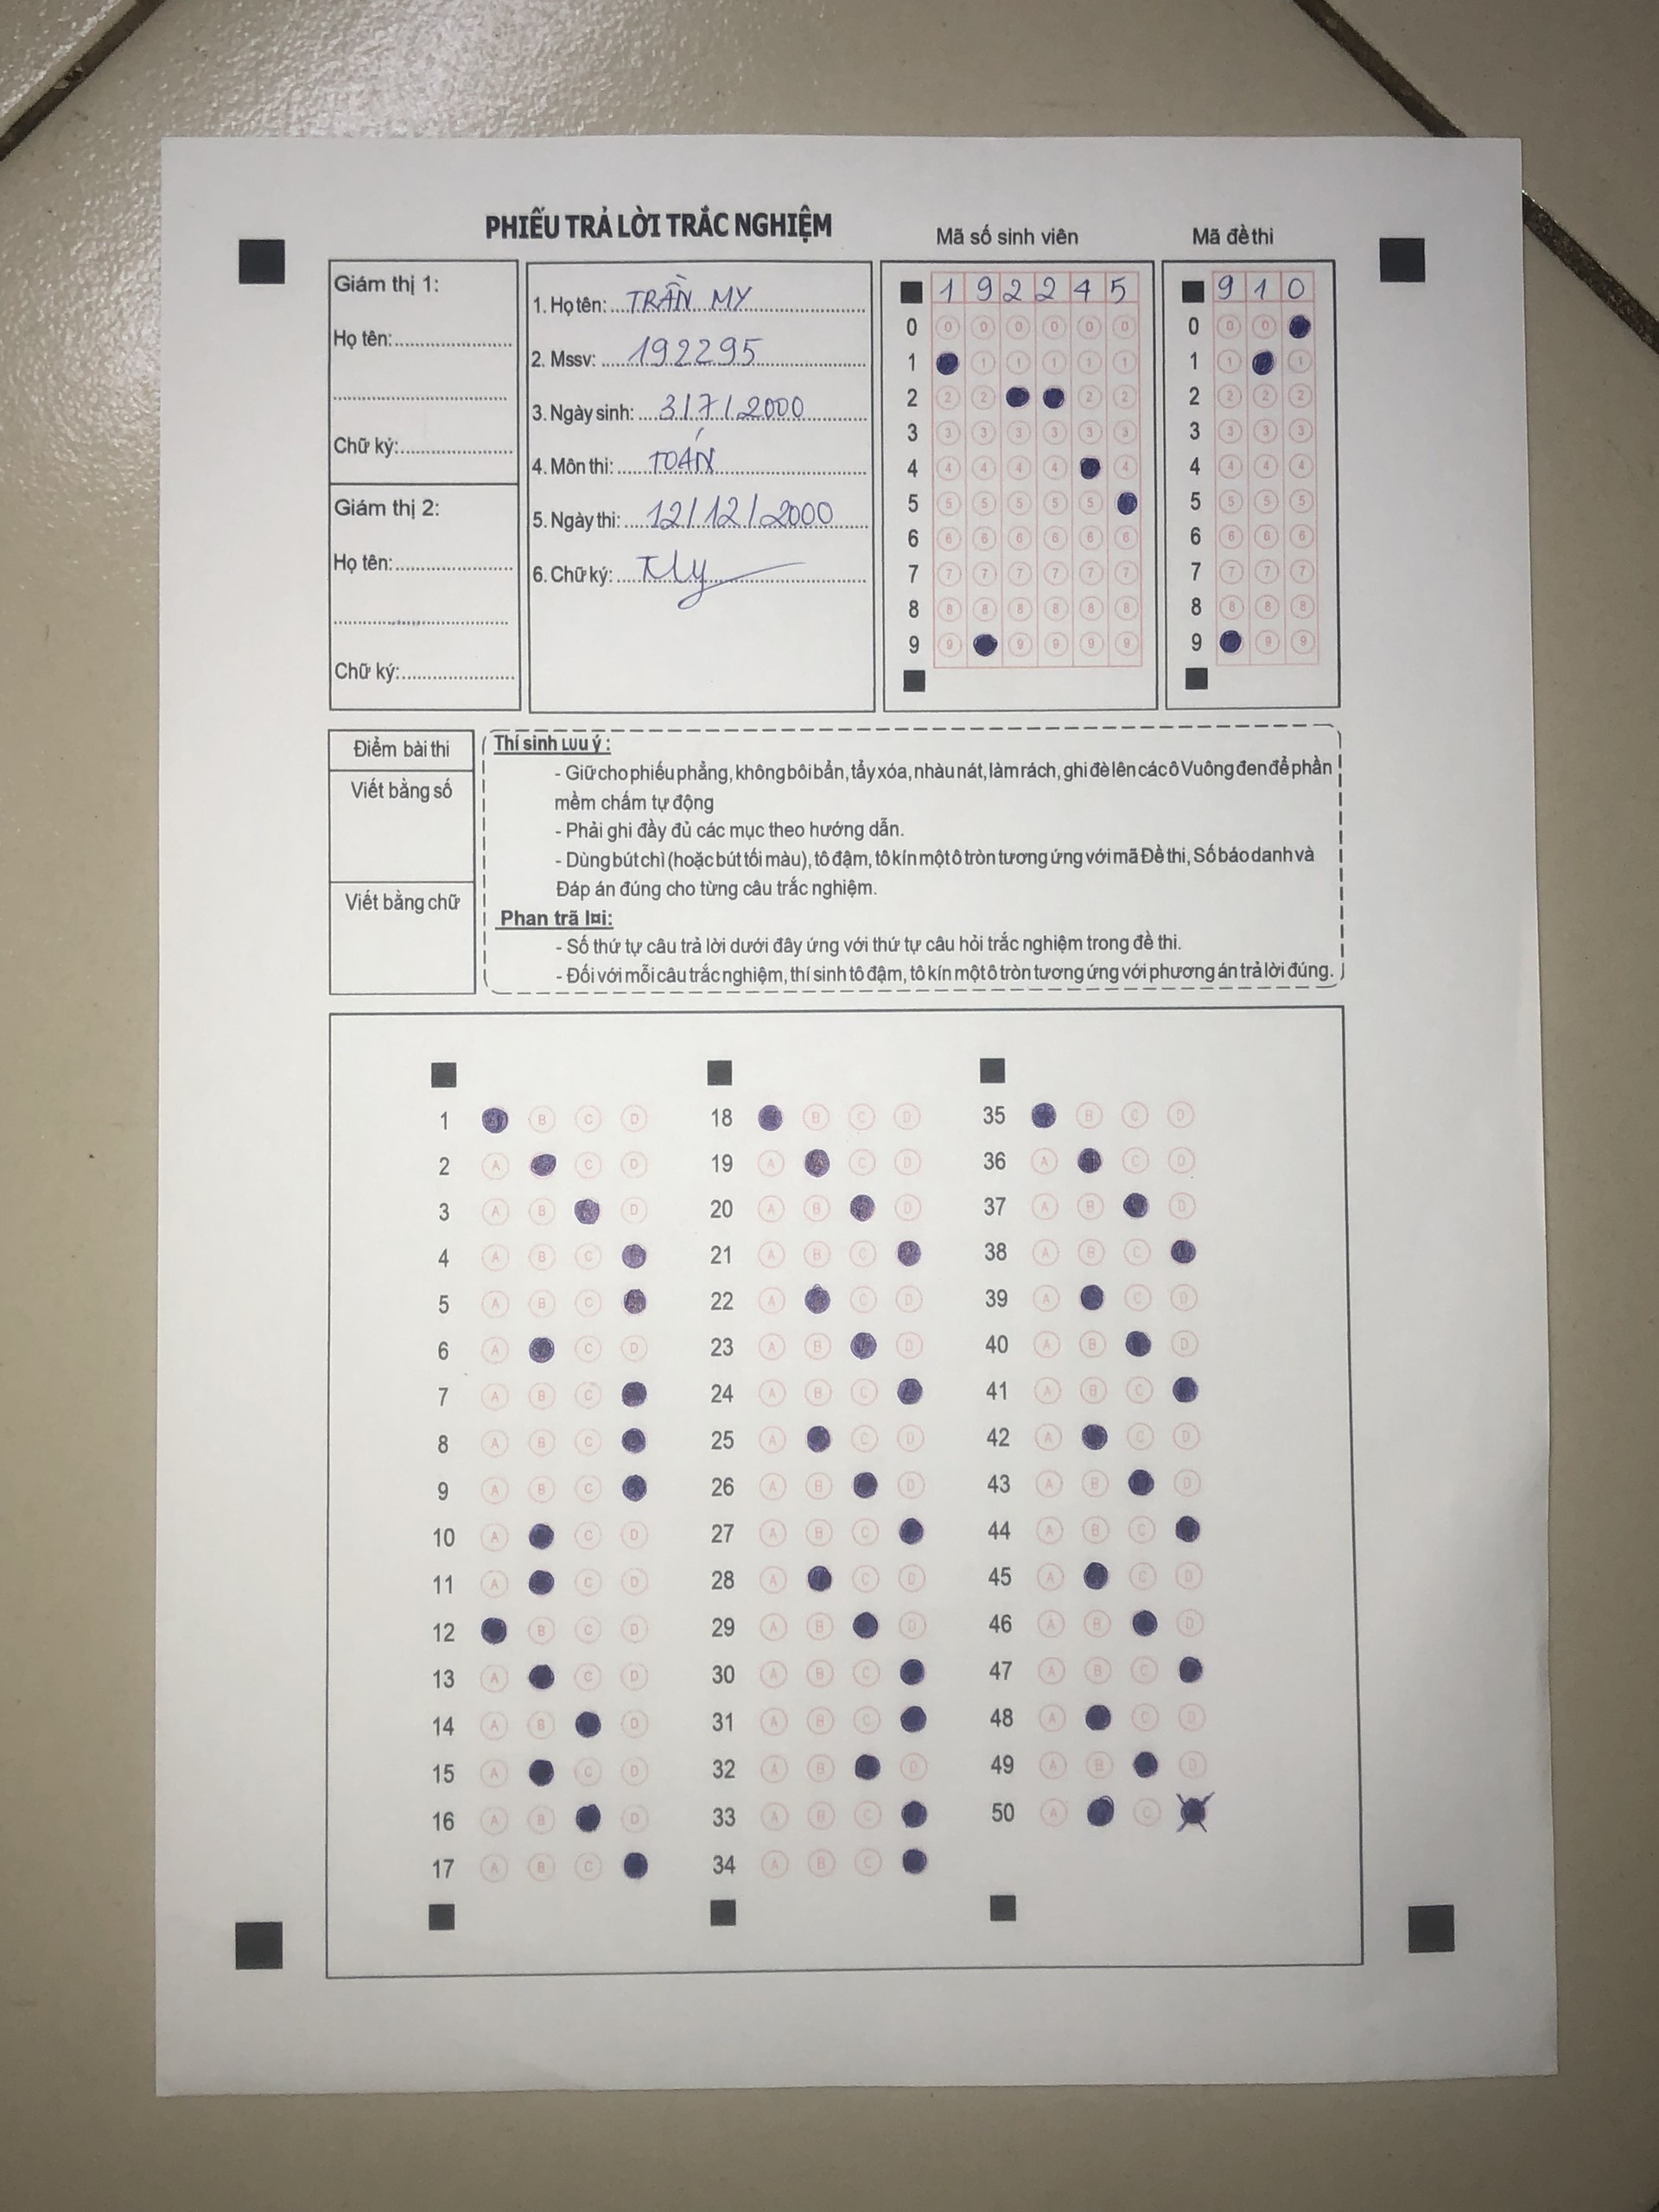 PHIẾU TRẢ LỜI TRẮC NGHIỆM
Mã số sinh viên
Mã đề thi
Giám thị 1:
Họ tên:
Chữ ký:
Giám thị 2:
Họ tên:
Chữ ký:
1. Họ tên: TRẦN MY
2. Mssv: 192295
3. Ngày sinh: 3/7/2000
4. Môn thi: TOÁN
5. Ngày thi: 12/12/2000
6. Chữ ký: My
1 9 2 2 4 5
9 1 0
0 0 0 0 0 0 0 0 0 0
1 1 1 1 1 1 1 1
2 2 2 2 2 2 2 2
3 3 3 3 3 3 3 3 3 3 3
4 4 4 4 4 4 4 4 4 4
5 5 5 5 5 5 5 5 5 5
6 6 6 6 6 6 6 6 6 6 6
7 7 7 7 7 7 7 7 7 7 7
8 8 8 8 8 8 8 8 8 8 8
9 9 9 9 9 9 9 9 9
Điểm bài thi
Viết bằng số
Viết bằng chữ
Thí sinh Lưu ý :
- Giữ cho phiếu phẳng, không bôi bẩn, tẩy xóa, nhàu nát, làm rách, ghi đè lên các ô Vuông đen để phần
mềm chấm tự động
- Phải ghi đầy đủ các mục theo hướng dẫn.
- Dùng bút chì (hoặc bút tối màu), tô đậm, tô kín một ô tròn tương ứng với mã Đề thi, Số báo danh và
Đáp án đúng cho từng câu trắc nghiệm.
Phan trã l¤i:
- Số thứ tự câu trả lời dưới đây ứng với thứ tự câu hỏi trắc nghiệm trong đề thi.
- Đối với mỗi câu trắc nghiệm, thí sinh tô đậm, tô kín một ô tròn tương ứng với phương án trả lời đúng.
1 B C D
2 A C D
3 A B D
4 A B C
5 A B C
6 A C D
7 A B C
8 A B C
9 A B C
10 A C D
11 A C D
12 B C D
13 A C D
14 A B D
15 A C D
16 A B D
17 A B C
18 B C D
19 A C D
20 A B D
21 A B C
22 A C D
23 A B D
24 A B C
25 A C D
26 A B D
27 A B C
28 A C D
29 A B D
30 A B C
31 A B C
32 A B D
33 A B C
34 A B C
35 B C D
36 A C D
37 A B D
38 A B C
39 A C D
40 A B D
41 A B C
42 A C D
43 A B D
44 A B C
45 A C D
46 A B D
47 A B C
48 A C D
49 A B D
50 A C